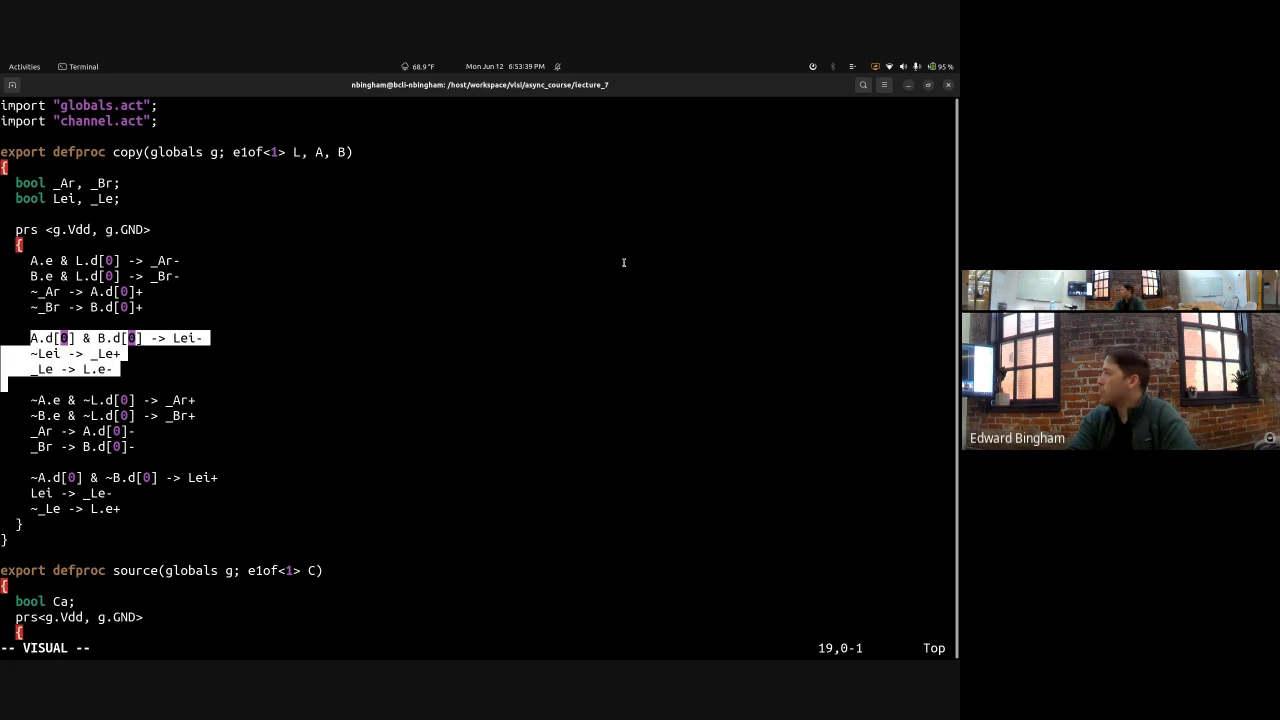 Activities Terminal 68.9 °F Mon Jun 12 6:53:39 PM 95 %
nbingham@bcli-nbingham: /host/workspace/vlsi/async_course/lecture_7
import "globals.act";
import "channel.act";
export defproc copy(globals g; e1of<1> L, A, B)
{
bool _Ar, _Br;
bool Lei, _Le;
prs <g.Vdd, g.GND>
{
A.e & L.d[0] -> _Ar-
B.e & L.d[0] -> _Br-
~_Ar -> A.d[0]+
~_Br -> B.d[0]+
A.d[0] & B.d[0] -> Lei-
~Lei -> _Le+
_Le -> L.e-
~A.e & ~L.d[0] -> _Ar+
~B.e & ~L.d[0] -> _Br+
_Ar -> A.d[0]-
_Br -> B.d[0]-
~A.d[0] & ~B.d[0] -> Lei+
Lei -> _Le-
~_Le -> L.e+
}
}
export defproc source(globals g; e1of<1> C)
{
bool Ca;
prs<g.Vdd, g.GND>
{
-- VISUAL -- 19,0-1 Top
Edward Bingham